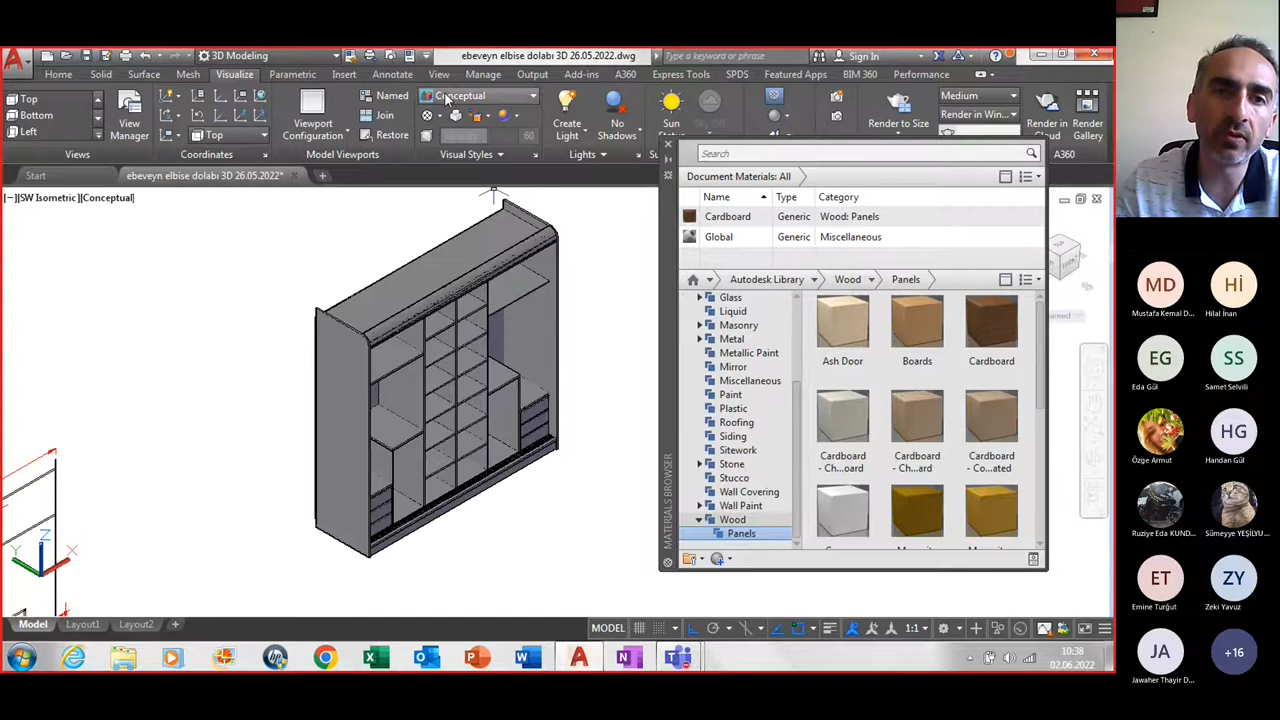 3D Modeling
ebeveyn elbise dolabı 3D 26.05.2022.dwg
Type a keyword or phrase
Sign In
Home Solid Surface Mesh Visualize Parametric Insert Annotate View Manage Output Add-ins A360 Express Tools SPDS Featured Apps BIM 360 Performance
Top
Bottom
Left
View
Manager
Top
Viewport
Configuration
Named
Join
Restore
Conceptual
60
Create
Light
No
Shadows
Sun
Status
Render to Size
Medium
Render in Win...
Render in
Cloud
Render
Gallery
Views
Coordinates
Model Viewports
Visual Styles
Lights
A360
Start
ebeveyn elbise dolabı 3D 26.05.2022*
[−][SW Isometric][Conceptual]
Search
Document Materials: All
Name Type Category
Cardboard Generic Wood: Panels
Global Generic Miscellaneous
Autodesk Library Wood Panels
Glass
Liquid
Masonry
Metal
Metallic Paint
Mirror
Miscellaneous
Paint
Plastic
Roofing
Siding
Sitework
Stone
Stucco
Wall Covering
Wall Paint
Wood
Panels
Ash Door
Boards
Cardboard
Cardboard
- Ch...oard
Cardboard
- Ch...ard
Cardboard
- Co...ated
MATERIALS BROWSER
Z
Y
X
Model
Layout1
Layout2
MODEL
1:1
10:38
02.06.2022
MD
Mustafa Kemal D...
Hİ
Hilal İnan
EG
Eda Gül
SS
Samet Selvili
Özge Armut
HG
Handan Gül
Ruziye Eda KUND...
Sümeyye YEŞİLYU...
ET
Emine Turğut
ZY
Zeki Yavuz
JA
Jawaher Thayir D...
+16